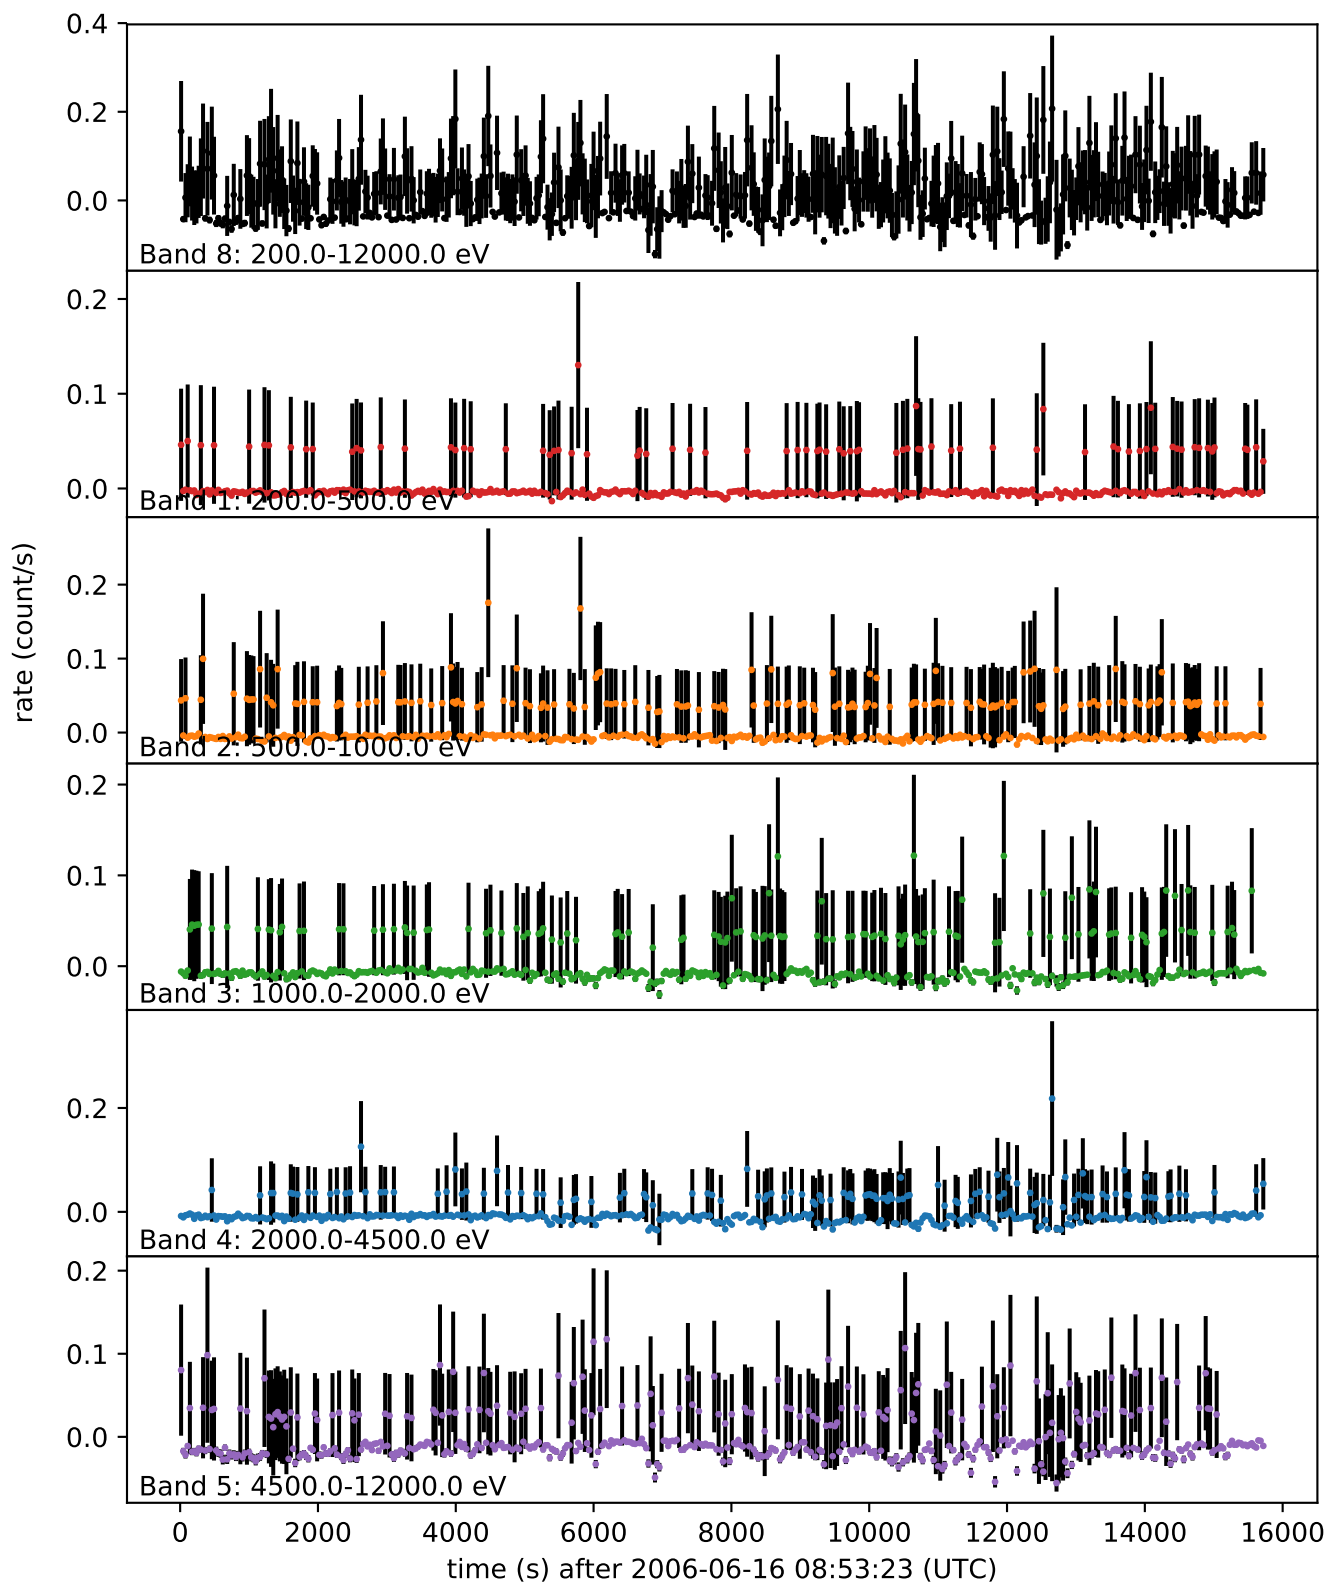 0.4
0.2
0.0
Band 8: 200.0-12000.0 eV
0.2
0.1
0.0
Band 1: 200.0-500.0 eV
rate (count/s)
0.2
0.1
0.0
Band 2: 500.0-1000.0 eV
0.2
0.1
0.0
Band 3: 1000.0-2000.0 eV
0.2
0.0
Band 4: 2000.0-4500.0 eV
0.2
0.1
0.0
Band 5: 4500.0-12000.0 eV
0 2000 4000 6000 8000 10000 12000 14000 16000
time (s) after 2006-06-16 08:53:23 (UTC)